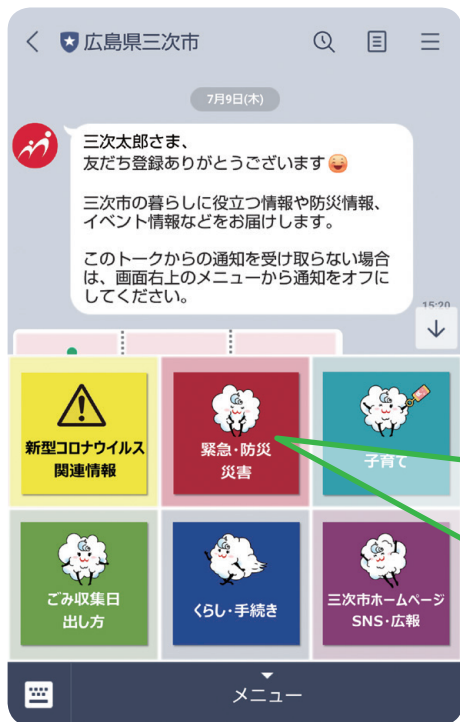 広島県三次市
7月9日(木)
三次太郎さま、
友だち登録ありがとうございます
三次市の暮らしに役立つ情報や防災情報、
イベント情報などをお届けします。
このトークからの通知を受け取らない場合
は、画面右上のメニューから通知をオフに
してください。
15:20
新型コロナウイルス
関連情報
緊急・防災
災害
子育て
ごみ収集日
出し方
くらし・手続き
三次市ホームページ
SNS・広報
メニュー